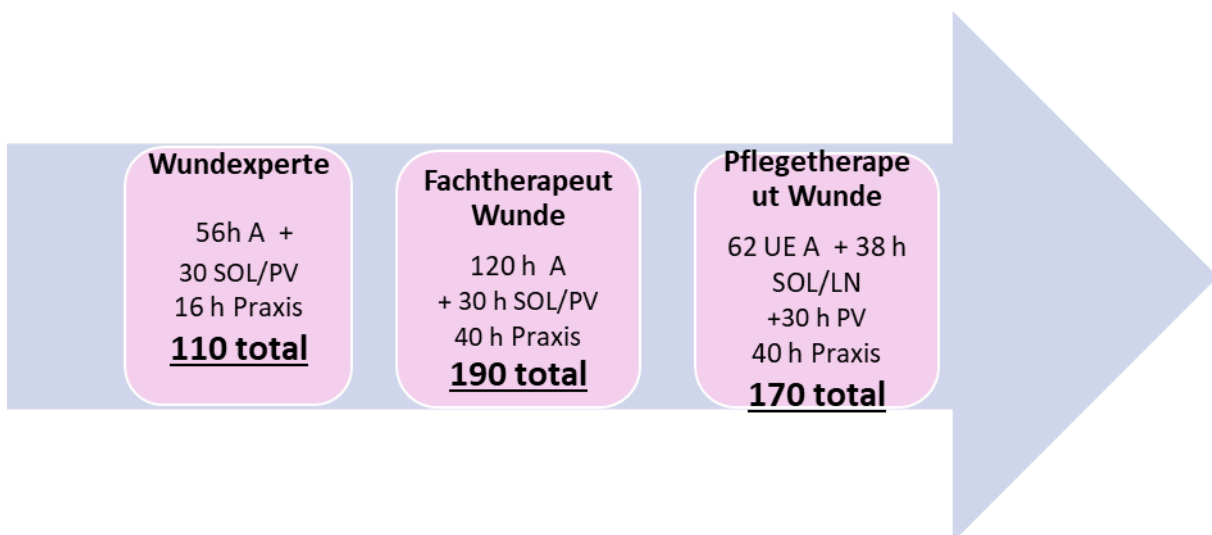 Wundexperte
56h A +
30 SOL/PV
16 h Praxis
110 total
Fachtherapeut
Wunde
120 h A
+ 30 h SOL/PV
40 h Praxis
190 total
Pflegetherape
ut Wunde
62 UE A + 38 h
SOL/LN
+30 h PV
40 h Praxis
170 total